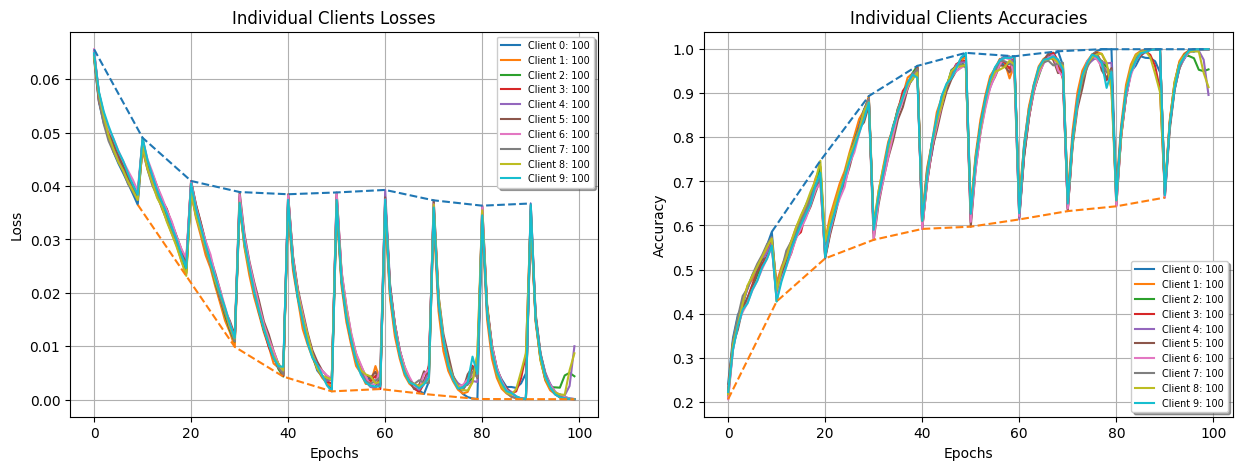 Individual Clients Losses
Loss
0.06
0.05
0.04
0.03
0.02
0.01
0.00
0
20
40
60
80
100
Epochs
Client 0: 100
Client 1: 100
Client 2: 100
Client 3: 100
Client 4: 100
Client 5: 100
Client 6: 100
Client 7: 100
Client 8: 100
Client 9: 100
Individual Clients Accuracies
Accuracy
1.0
0.9
0.8
0.7
0.6
0.5
0.4
0.3
0.2
0
20
40
60
80
100
Epochs
Client 0: 100
Client 1: 100
Client 2: 100
Client 3: 100
Client 4: 100
Client 5: 100
Client 6: 100
Client 7: 100
Client 8: 100
Client 9: 100